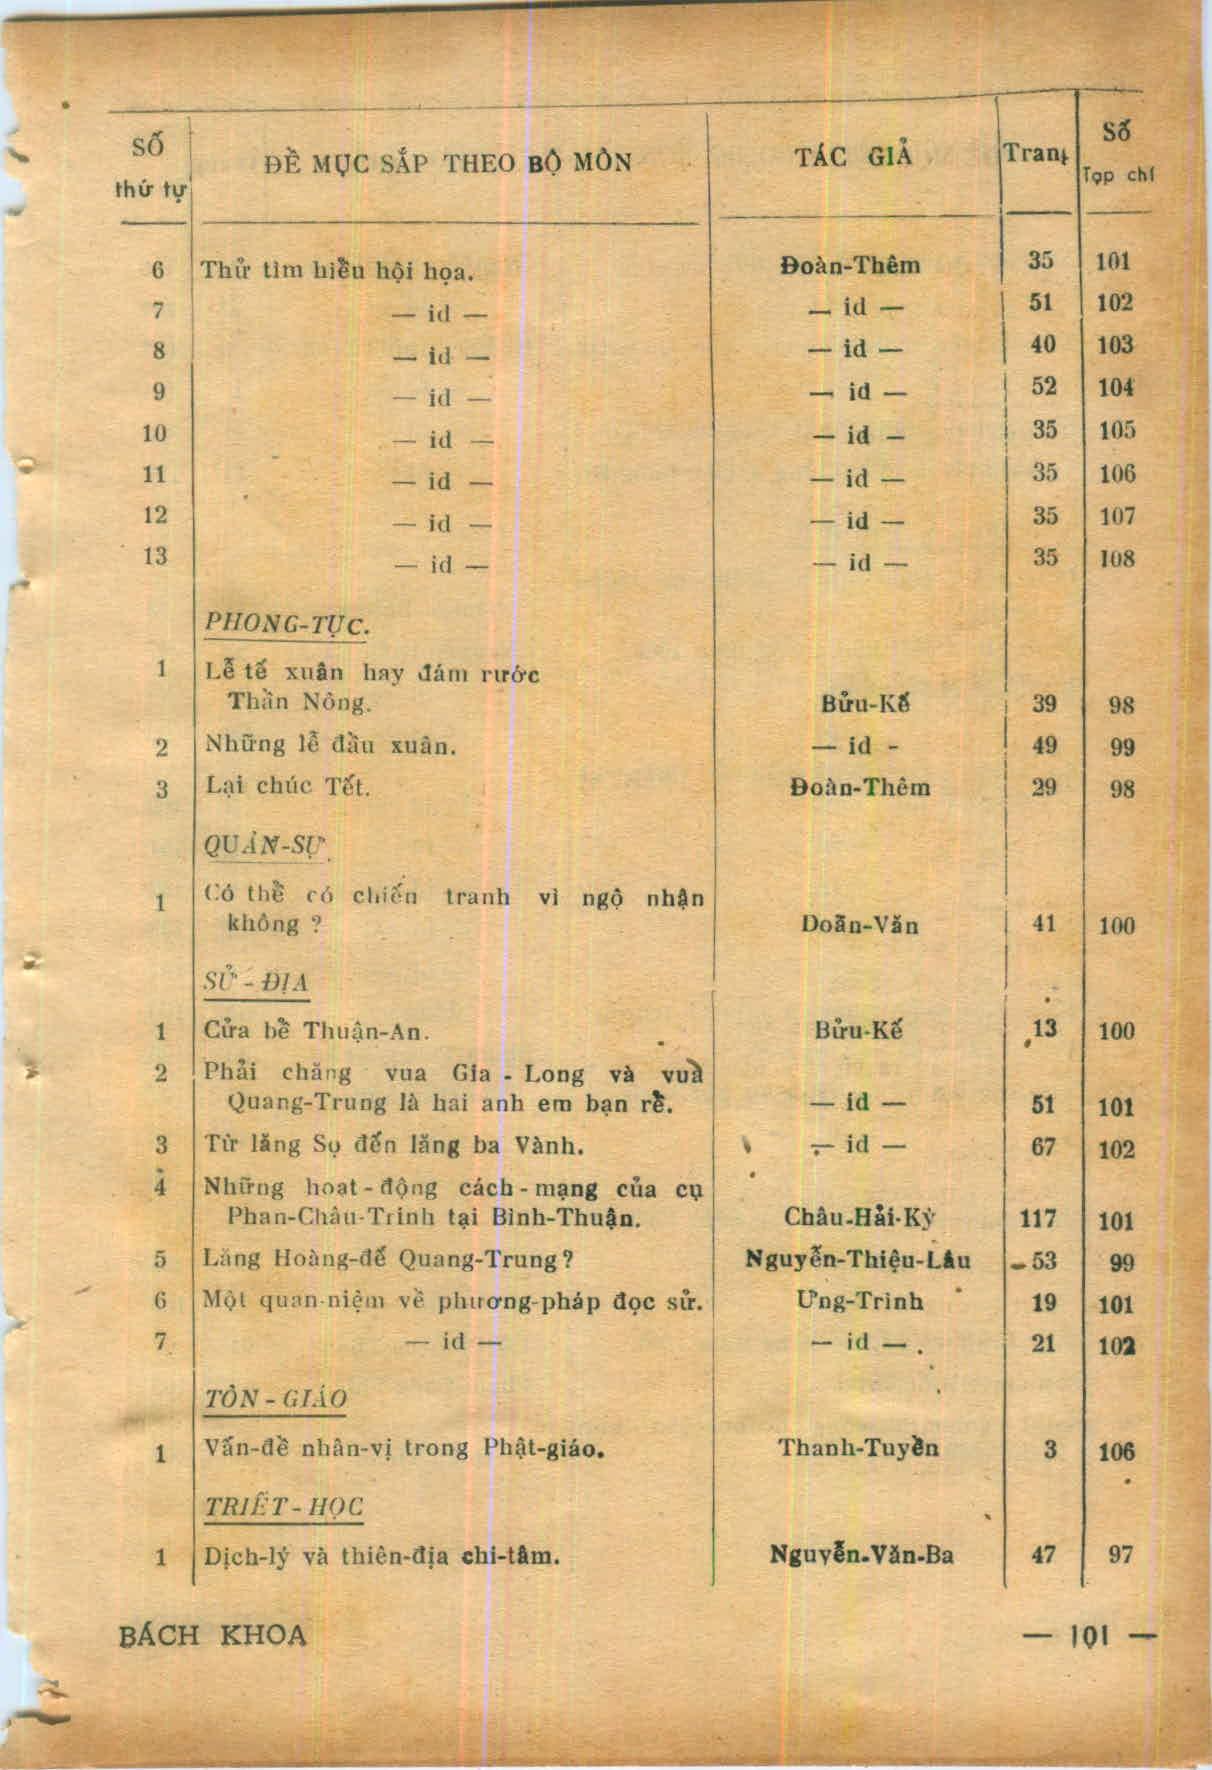 Số thứ tự ĐỀ MỤC SẮP THEO BỘ MÔN TÁC GIẢ Trang Số Tạp chí
6 Thử tìm hiểu hội họa. Đoàn-Thêm 35 101
7 — id — — id — 51 102
8 — id — — id — 40 103
9 — id — — id — 52 104
10 — id — — id — 35 105
11 — id — — id — 35 106
12 — id — — id — 35 107
13 — id — — id — 35 108
PHONG-TỤC.
1 Lễ tế xuân hay đám rước
Thần Nông. Bửu-Kế 39 98
2 Những lễ đầu xuân. — id - 49 99
3 Lại chúc Tết. Đoàn-Thêm 29 98
QUÂN-SỰ.
1 Có thể có chiến tranh vì ngộ nhận
không ? Doãn-Văn 41 100
SỬ - ĐỊA
1 Cửa bể Thuận-An. Bửu-Kế 13 100
2 Phải chăng vua Gia - Long và vua
Quang-Trung là hai anh em bạn rể. — id — 51 101
3 Từ lăng Sọ đến lăng ba Vành. — id — 67 102
4 Những hoạt - động cách - mạng của cụ
Phan-Châu-Trinh tại Bình-Thuận. Châu-Hải-Kỳ 117 101
5 Lăng Hoàng-đế Quang-Trung ? Nguyễn-Thiệu-Lâu 53 99
6 Một quan-niệm về phương-pháp đọc sử. Ưng-Trình 19 101
7 — id — — id — 21 102
TÔN - GIÁO
1 Vấn-đề nhân-vị trong Phật-giáo. Thanh-Tuyền 3 106
TRIẾT - HỌC
1 Dịch-lý và thiên-địa chi-tâm. Nguyễn-Văn-Ba 47 97
BÁCH KHOA — 101 —